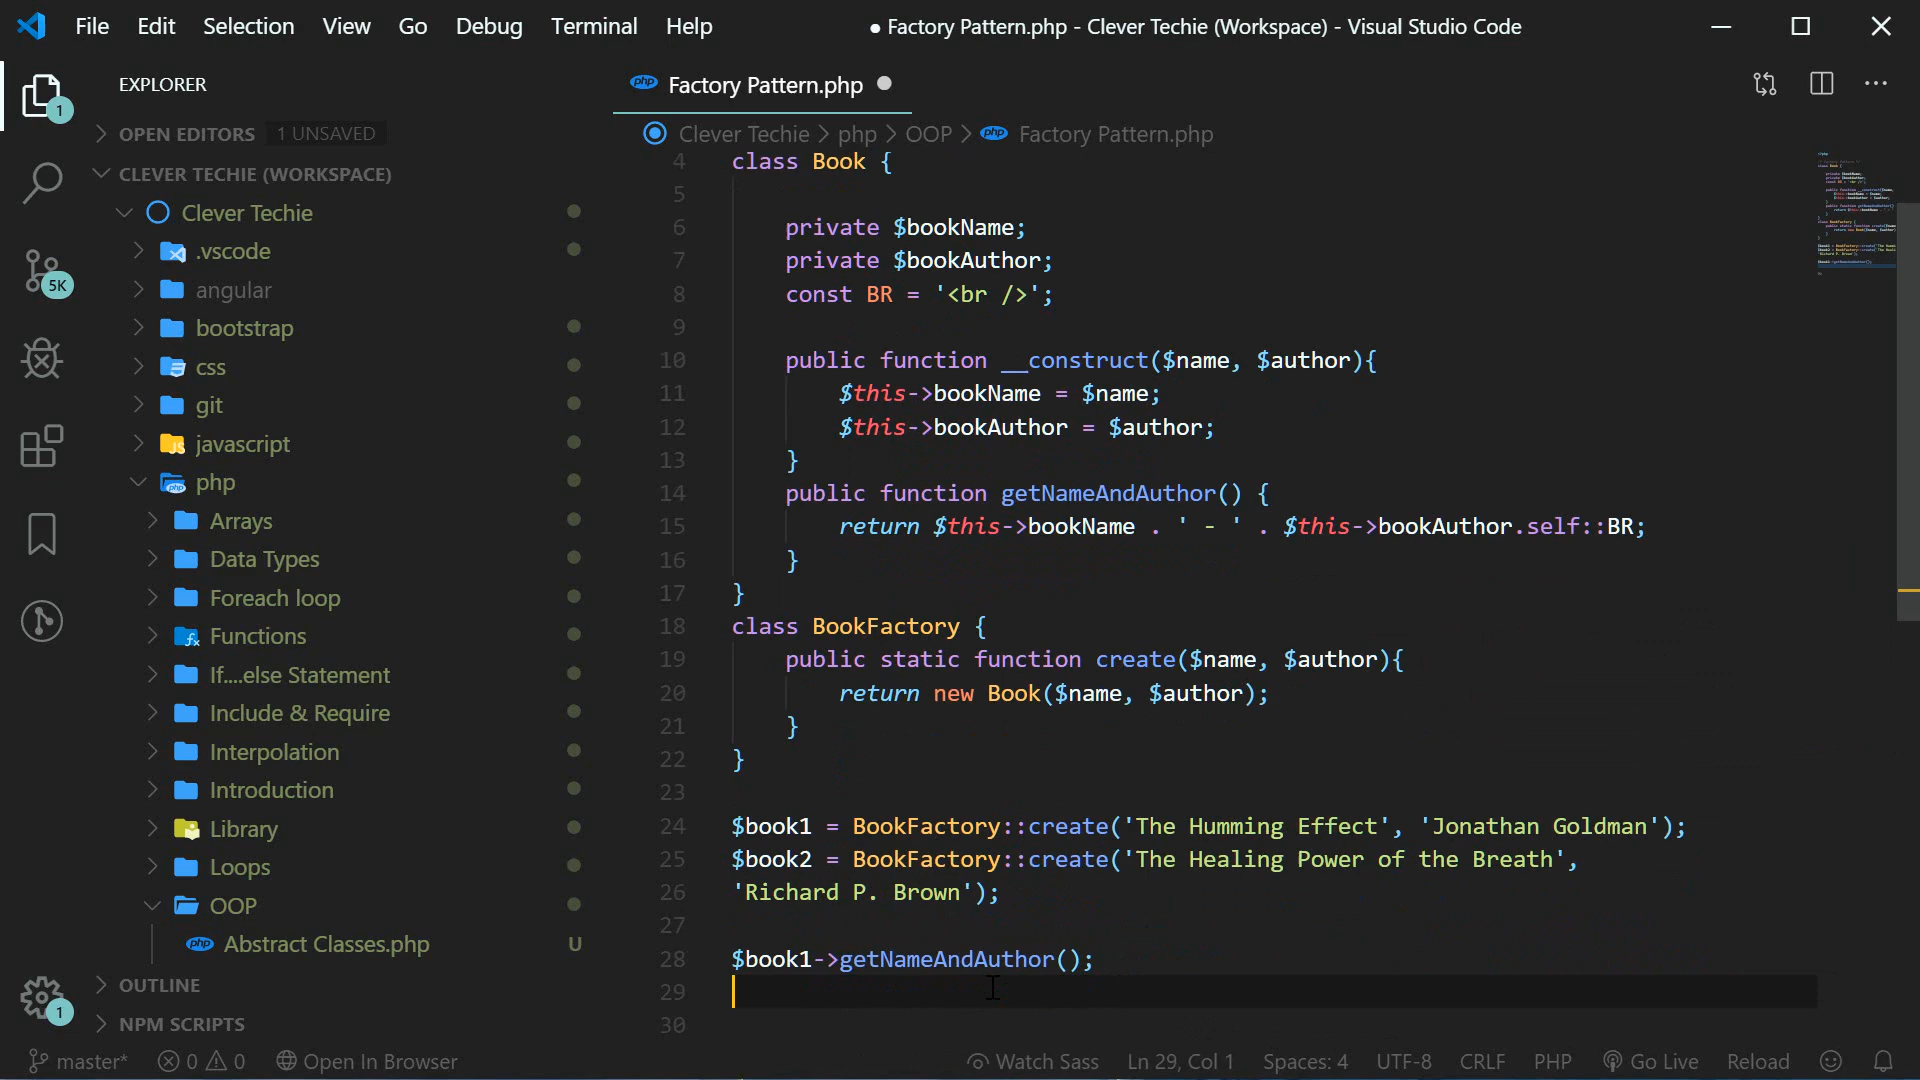 File Edit Selection View Go Debug Terminal Help
● Factory Pattern.php - Clever Techie (Workspace) - Visual Studio Code
EXPLORER
1
OPEN EDITORS 1 UNSAVED
CLEVER TECHIE (WORKSPACE)
Clever Techie
.vscode
5K
angular
bootstrap
css
git
javascript
php
Arrays
Data Types
Foreach loop
Functions
If....else Statement
Include & Require
Interpolation
Introduction
Library
Loops
OOP
php Abstract Classes.php U
OUTLINE
1
NPM SCRIPTS
php Factory Pattern.php
Clever Techie > php > OOP > php Factory Pattern.php
4 class Book {
5
6 private $bookName;
7 private $bookAuthor;
8 const BR = '<br />';
9
10 public function __construct($name, $author){
11 $this->bookName = $name;
12 $this->bookAuthor = $author;
13 }
14 public function getNameAndAuthor() {
15 return $this->bookName . ' - ' . $this->bookAuthor.self::BR;
16 }
17 }
18 class BookFactory {
19 public static function create($name, $author){
20 return new Book($name, $author);
21 }
22 }
23
24 $book1 = BookFactory::create('The Humming Effect', 'Jonathan Goldman');
25 $book2 = BookFactory::create('The Healing Power of the Breath',
26 'Richard P. Brown');
27
28 $book1->getNameAndAuthor();
29
30
master* 0 0 Open In Browser Watch Sass Ln 29, Col 1 Spaces: 4 UTF-8 CRLF PHP Go Live Reload